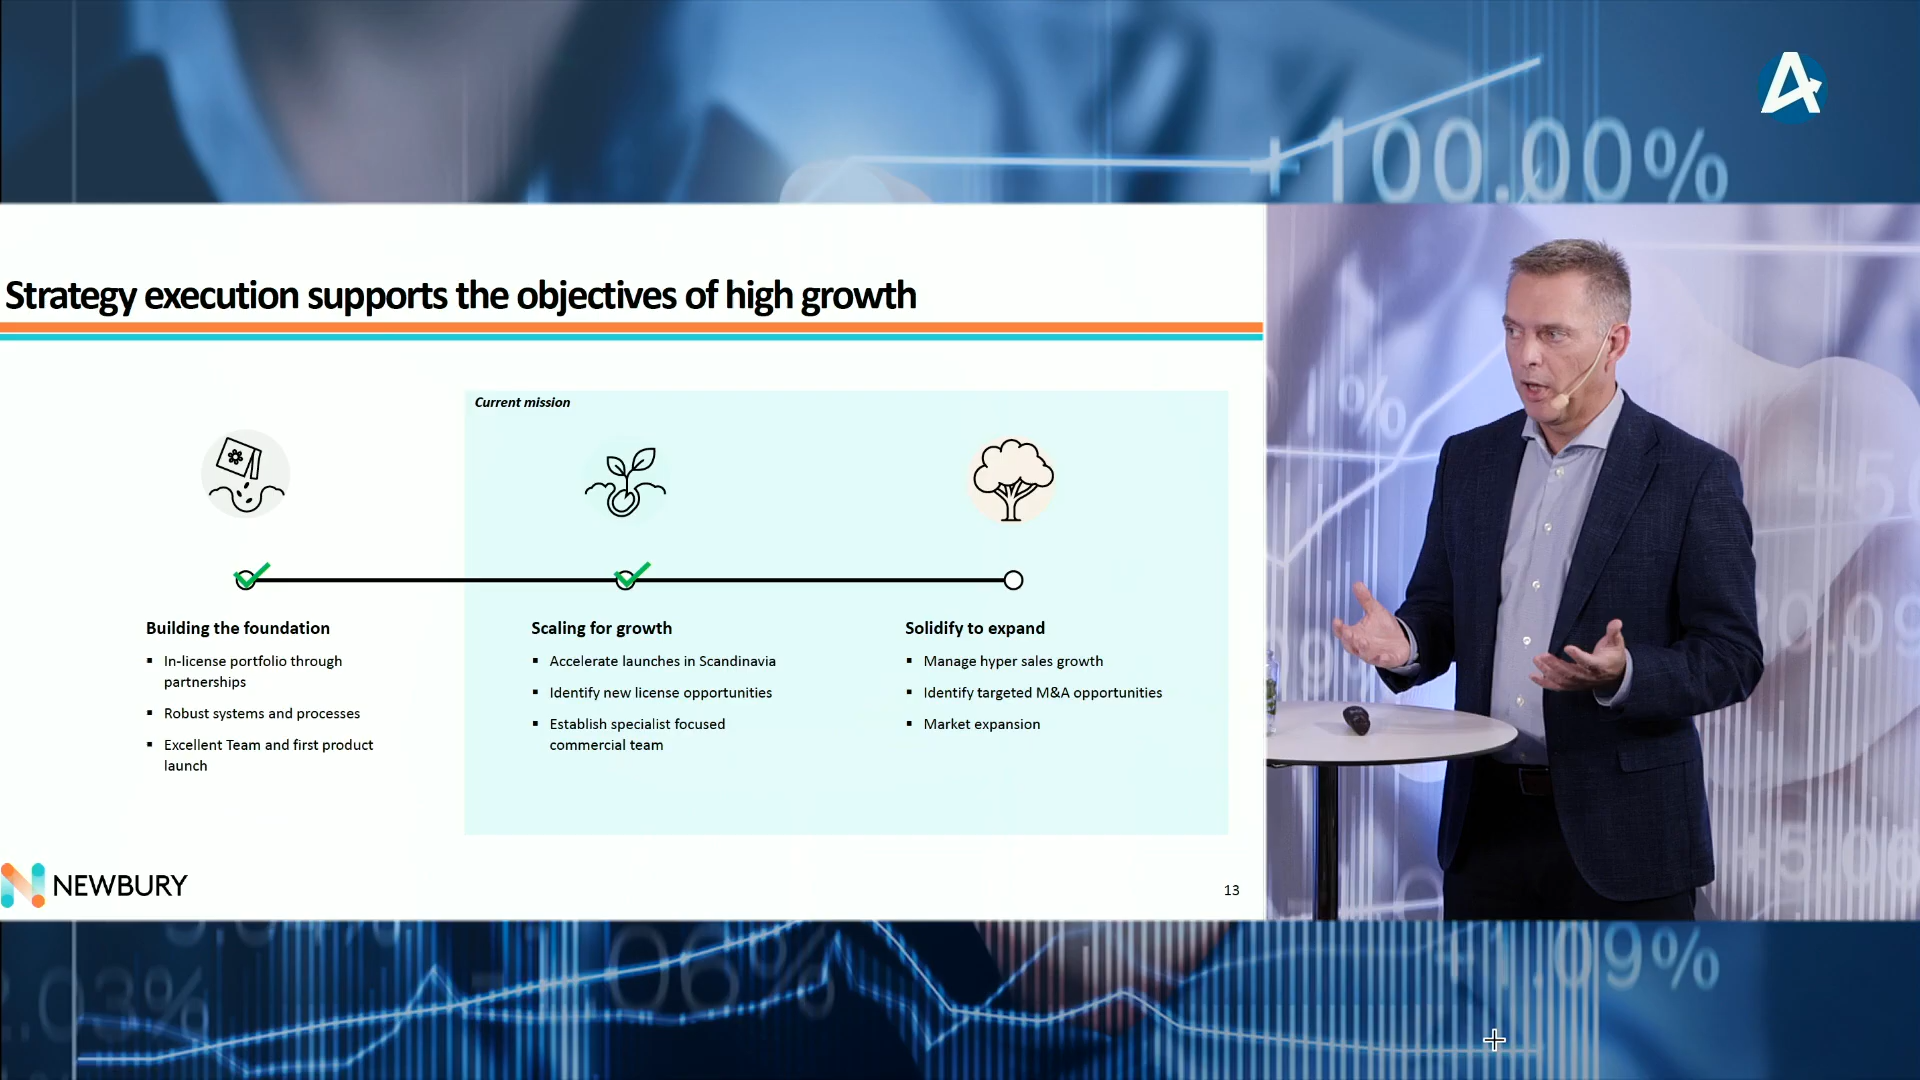 +100.00%
Strategy execution supports the objectives of high growth
Current mission
Building the foundation
▪ In-license portfolio through
partnerships
▪ Robust systems and processes
▪ Excellent Team and first product
launch
Scaling for growth
▪ Accelerate launches in Scandinavia
▪ Identify new license opportunities
▪ Establish specialist focused
commercial team
Solidify to expand
▪ Manage hyper sales growth
▪ Identify targeted M&A opportunities
▪ Market expansion
NEWBURY
13